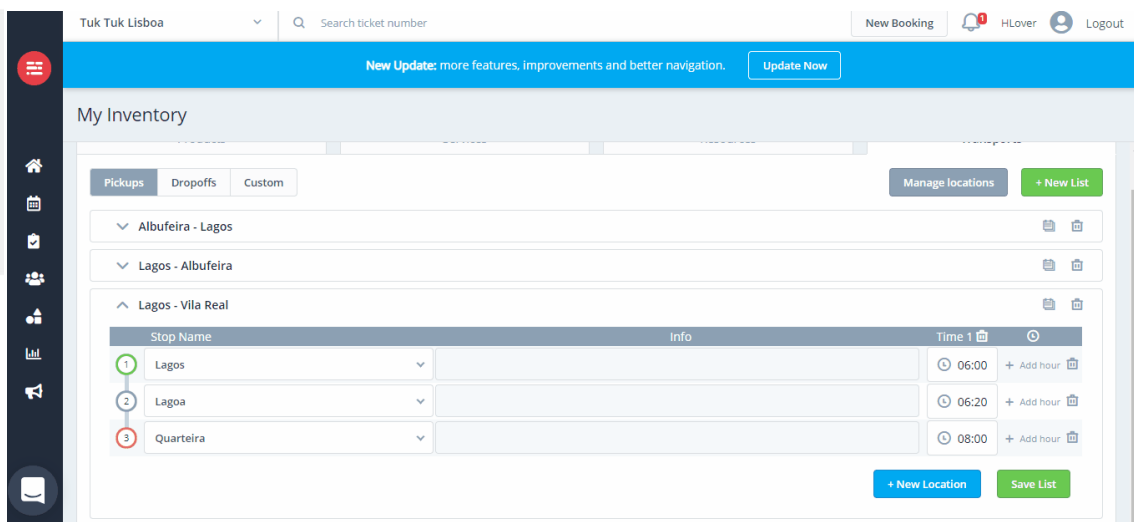 Tuk Tuk Lisboa
Search ticket number
New Booking
1
HLover
Logout
New Update: more features, improvements and better navigation.
Update Now
My Inventory
Pickups
Dropoffs
Custom
Manage locations
+ New List
Albufeira - Lagos
Lagos - Albufeira
Lagos - Vila Real
Stop Name
Info
Time 1
1
Lagos
06:00
+ Add hour
2
Lagoa
06:20
+ Add hour
3
Quarteira
08:00
+ Add hour
+ New Location
Save List